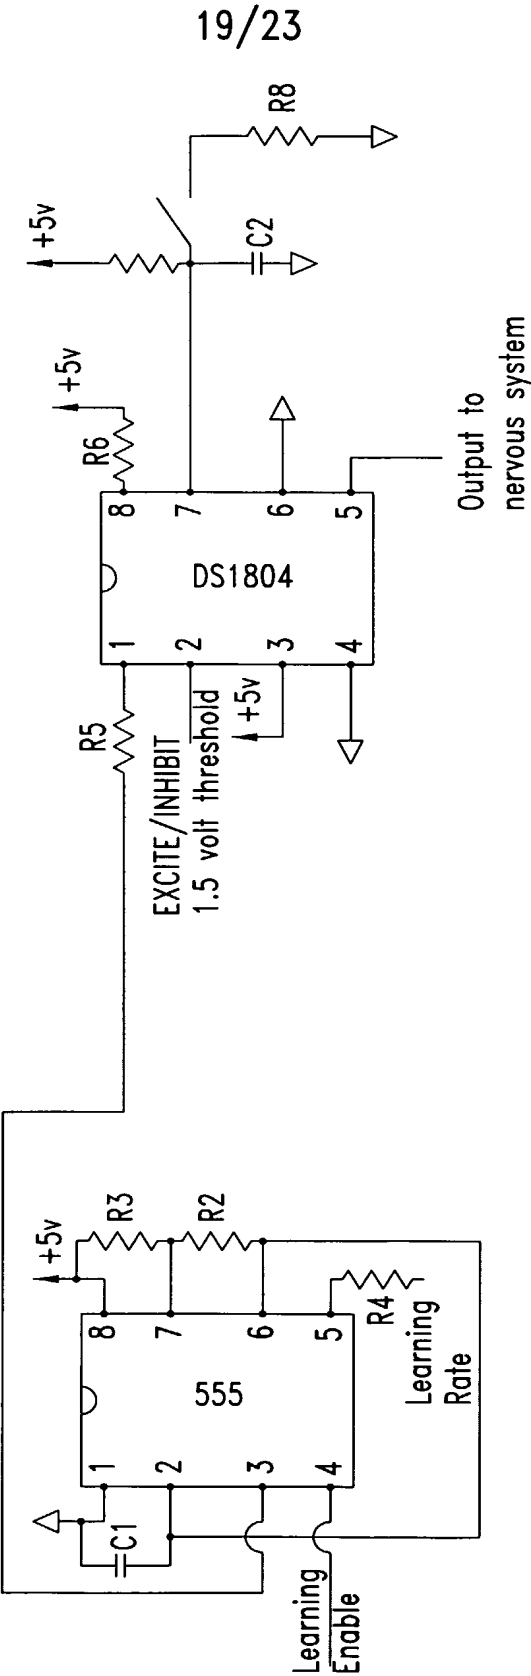 19/23
+5v
R3
R2
8
7
6
5
R4
Learning
Rate
555
1
2
3
4
C1
Learning
Enable
R5
EXCITE/INHIBIT
1.5 volt threshold
+5v
1
2
3
4
DS1804
8
7
6
5
R6
+5v
+5v
C2
R8
Output to
nervous system